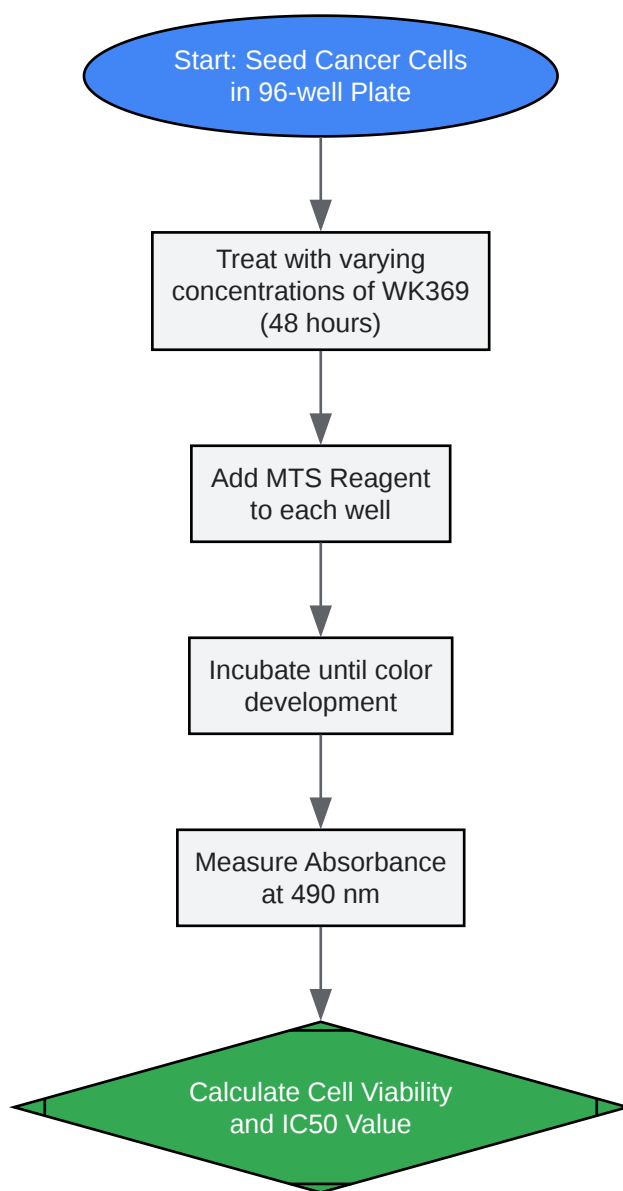 Start: Seed Cancer Cells
in 96-well Plate
Treat with varying
concentrations of WK369
(48 hours)
Add MTS Reagent
to each well
Incubate until color
development
Measure Absorbance
at 490 nm
Calculate Cell Viability
and IC50 Value